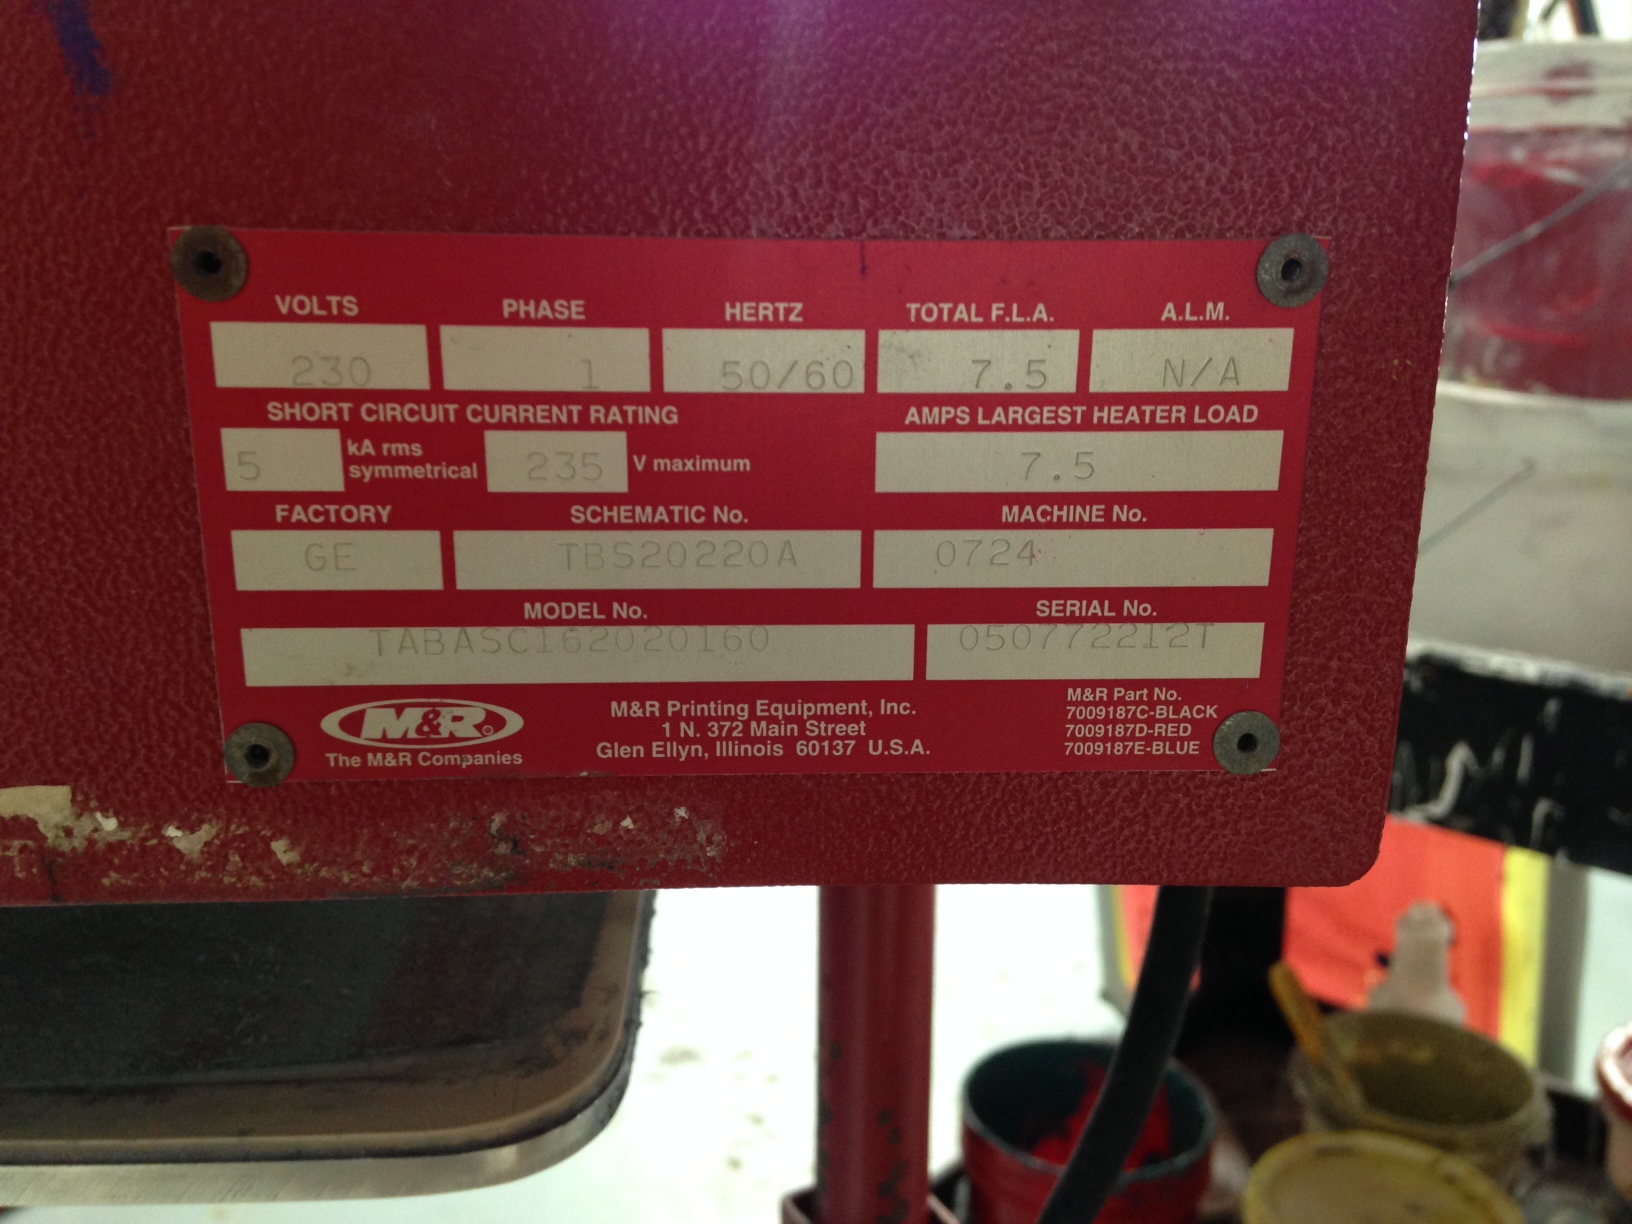 VOLTS PHASE HERTZ TOTAL F.L.A. A.L.M.
230 1 50/60 7.5 N/A
SHORT CIRCUIT CURRENT RATING AMPS LARGEST HEATER LOAD
5 kA rms symmetrical 235 V maximum 7.5
FACTORY SCHEMATIC No. MACHINE No.
GE TBS20220A 0724
MODEL No. SERIAL No.
TABASC162020160 050772212T
M&R®
The M&R Companies
M&R Printing Equipment, Inc.
1 N. 372 Main Street
Glen Ellyn, Illinois 60137 U.S.A.
M&R Part No.
7009187C-BLACK
7009187D-RED
7009187E-BLUE